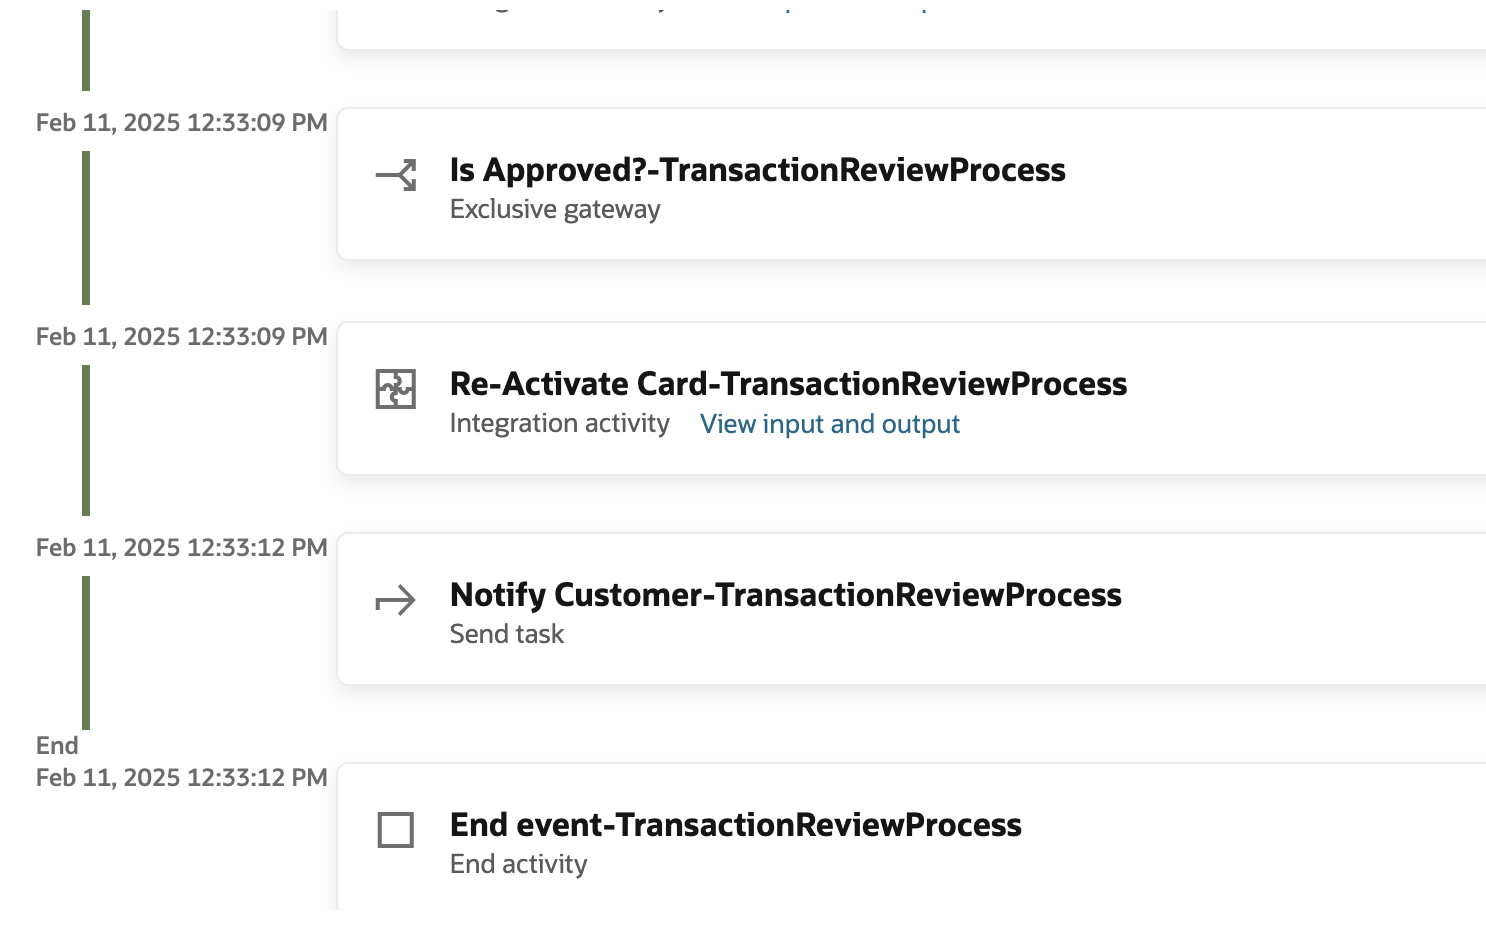 Feb 11, 2025 12:33:09 PM
Is Approved?-TransactionReviewProcess
Exclusive gateway
Feb 11, 2025 12:33:09 PM
Re-Activate Card-TransactionReviewProcess
Integration activity View input and output
Feb 11, 2025 12:33:12 PM
Notify Customer-TransactionReviewProcess
Send task
End
Feb 11, 2025 12:33:12 PM
End event-TransactionReviewProcess
End activity